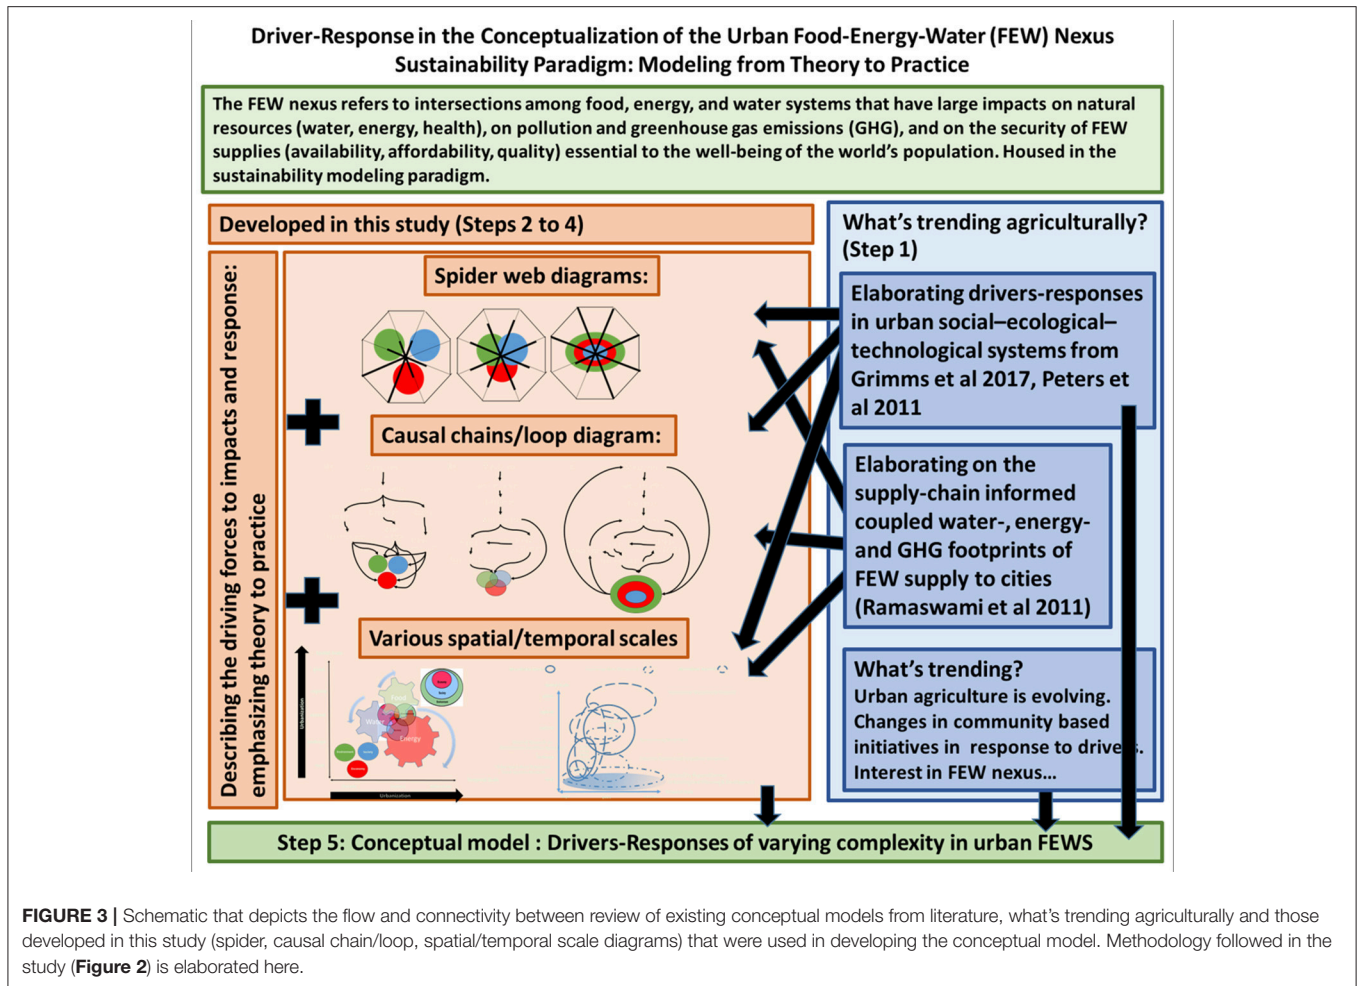 Driver-Response in the Conceptualization of the Urban Food-Energy-Water (FEW) Nexus
Sustainability Paradigm: Modeling from Theory to Practice
The FEW nexus refers to intersections among food, energy, and water systems that have large impacts on natural
resources (water, energy, health), on pollution and greenhouse gas emissions (GHG), and on the security of FEW
supplies (availability, affordability, quality) essential to the well-being of the world's population. Housed in the
sustainability modeling paradigm.
Developed in this study (Steps 2 to 4)
Describing the driving forces to impacts and response:
emphasizing theory to practice
Spider web diagrams:
Causal chains/loop diagram:
Various spatial/temporal scales
Urbanization
Food
Water
Energy
Urbanization
What's trending agriculturally?
(Step 1)
Elaborating drivers-responses
in urban social–ecological–
technological systems from
Grimms et al 2017, Peters et
al 2011
Elaborating on the
supply-chain informed
coupled water-, energy-
and GHG footprints of
FEW supply to cities
(Ramaswami et al 2011)
What's trending?
Urban agriculture is evolving.
Changes in community based
initiatives in response to drivers.
Interest in FEW nexus...
Step 5: Conceptual model : Drivers-Responses of varying complexity in urban FEWS
FIGURE 3 | Schematic that depicts the flow and connectivity between review of existing conceptual models from literature, what's trending agriculturally and those
developed in this study (spider, causal chain/loop, spatial/temporal scale diagrams) that were used in developing the conceptual model. Methodology followed in the
study (Figure 2) is elaborated here.